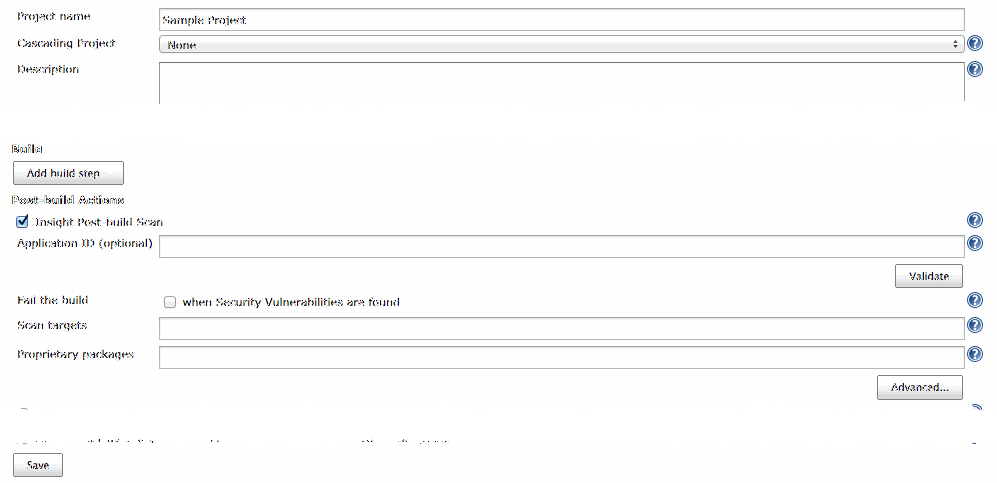 Project name
Sample Project
Cascading Project
None
Description
Build
Add build step
Post-build Actions
Insight Post-build Scan
Application ID (optional)
Validate
Fail the build
when Security Vulnerabilities are found
Scan targets
Proprietary packages
Advanced...
Save